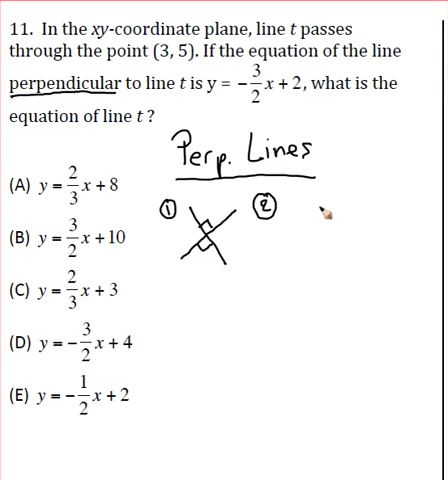 11. In the xy-coordinate plane, line t passes
through the point (3, 5). If the equation of the line
perpendicular to line t is y = −3/2x + 2, what is the
equation of line t ?
Perp. Lines
① ②
(A) y = 2/3x + 8
(B) y = 3/2x + 10
(C) y = 2/3x + 3
(D) y = −3/2x + 4
(E) y = −1/2x + 2